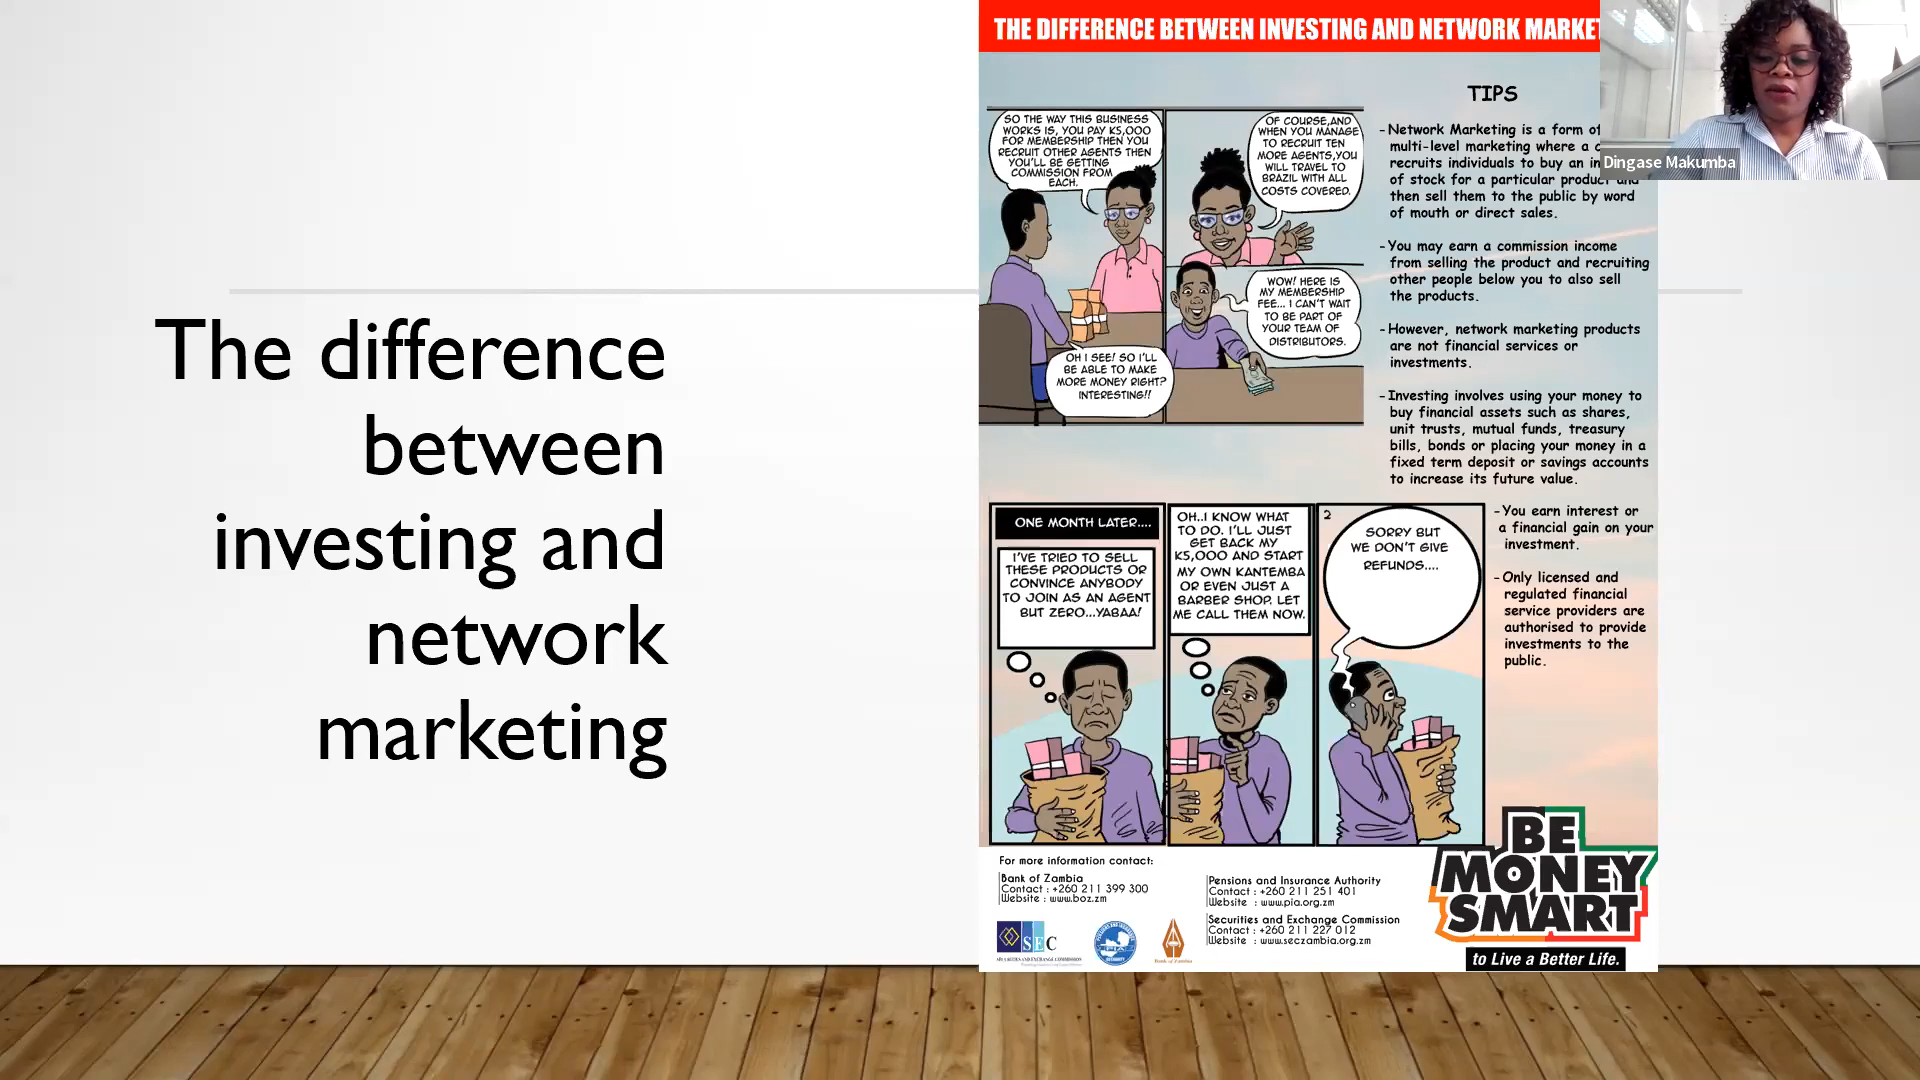 The difference
between
investing and
network
marketing
THE DIFFERENCE BETWEEN INVESTING AND NETWORK
SO THE WAY THIS BUSINESS
WORKS IS, YOU PAY K5,000
FOR MEMBERSHIP THEN YOU
RECRUIT OTHER AGENTS THEN
YOU'LL BE GETTING
COMMISSION FROM
EACH.
OH I SEE! SO I'LL
BE ABLE TO MAKE
MORE MONEY RIGHT?
INTERESTING!!
OF COURSE,AND
WHEN YOU MANAGE
TO RECRUIT TEN
MORE AGENTS,YOU
WILL TRAVEL TO
BRAZIL WITH ALL
COSTS COVERED.
WOW! HERE IS
MY MEMBERSHIP
FEE... I CAN'T WAIT
TO BE PART OF
YOUR TEAM OF
DISTRIBUTORS.
TIPS
-Network Marketing is a form of
multi-level marketing where a
recruits individuals to buy an
of stock for a particular product and
then sell them to the public by word
of mouth or direct sales.
-You may earn a commission income
from selling the product and recruiting
other people below you to also sell
the products.
-However, network marketing products
are not financial services or
investments.
-Investing involves using your money to
buy financial assets such as shares,
unit trusts, mutual funds, treasury
bills, bonds or placing your money in a
fixed term deposit or savings accounts
to increase its future value.
-You earn interest or
a financial gain on your
investment.
-Only licensed and
regulated financial
service providers are
authorised to provide
investments to the
public.
ONE MONTH LATER....
I'VE TRIED TO SELL
THESE PRODUCTS OR
CONVINCE ANYBODY
TO JOIN AS AN AGENT
BUT ZERO...YABAA!
OH..I KNOW WHAT
TO DO. I'LL JUST
GET BACK MY
K5,000 AND START
MY OWN KANTEMBA
OR EVEN JUST A
BARBER SHOP. LET
ME CALL THEM NOW.
2
SORRY BUT
WE DON'T GIVE
REFUNDS....
For more information contact:
Bank of Zambia
Contact : +260 211 399 300
Website : www.boz.zm
Pensions and Insurance Authority
Contact : +260 211 251 401
Website : www.pia.org.zm
Securities and Exchange Commission
Contact : +260 211 227 012
Website : www.seczambia.org.zm
SEC
SECURITIES AND EXCHANGE COMMISSION
Bank of Zambia
BE
MONEY
SMART
to Live a Better Life.
Dingase Makumba